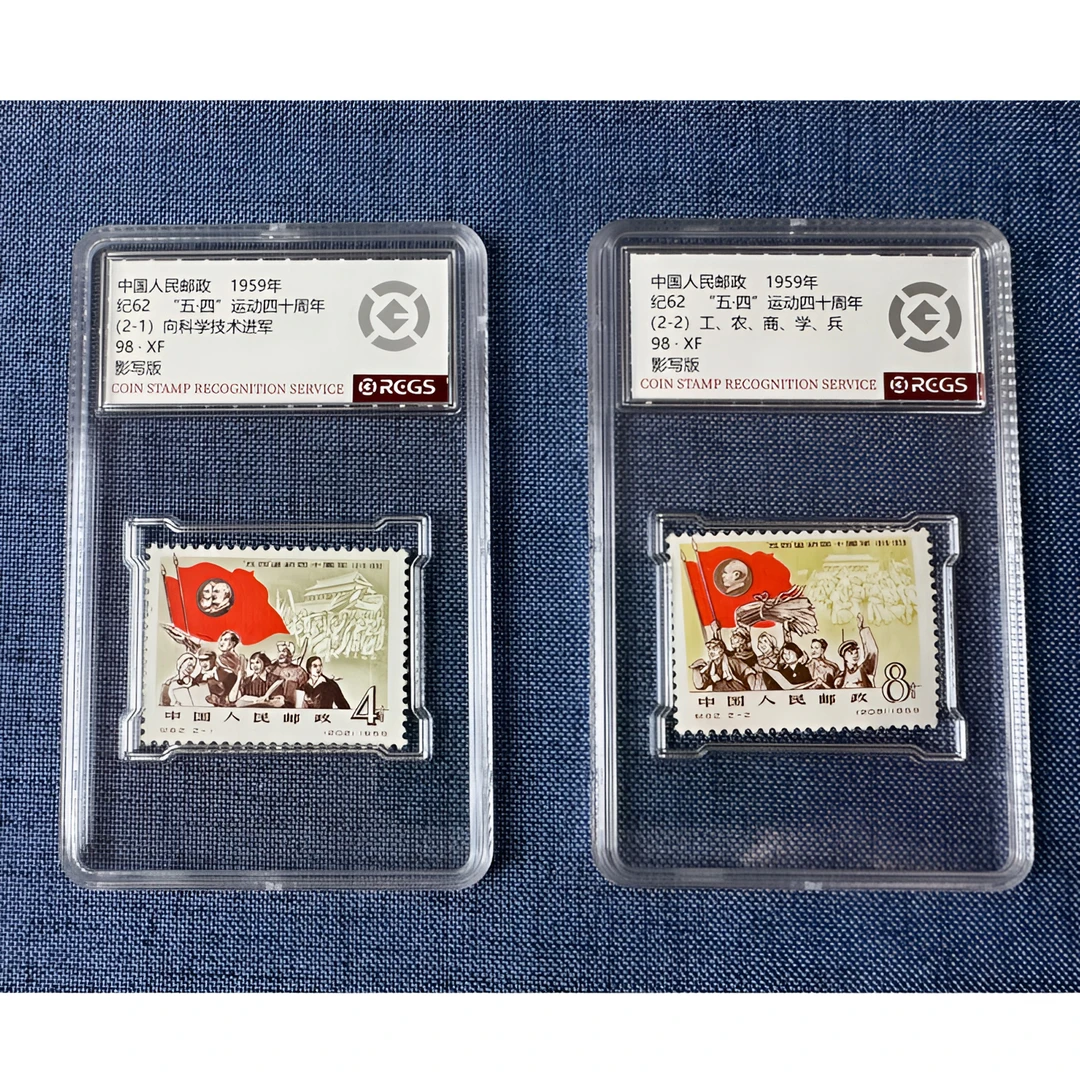 中国人民邮政 1959年
纪62 “五·四”运动四十周年
(2-1) 向科学技术进军
98 · XF
影写版
COIN STAMP RECOGNITION SERVICE RCGS
中国人民邮政
4
中国人民邮政 1959年
纪62 “五·四”运动四十周年
(2-2) 工、农、商、学、兵
98 · XF
影写版
COIN STAMP RECOGNITION SERVICE RCGS
中国人民邮政
8